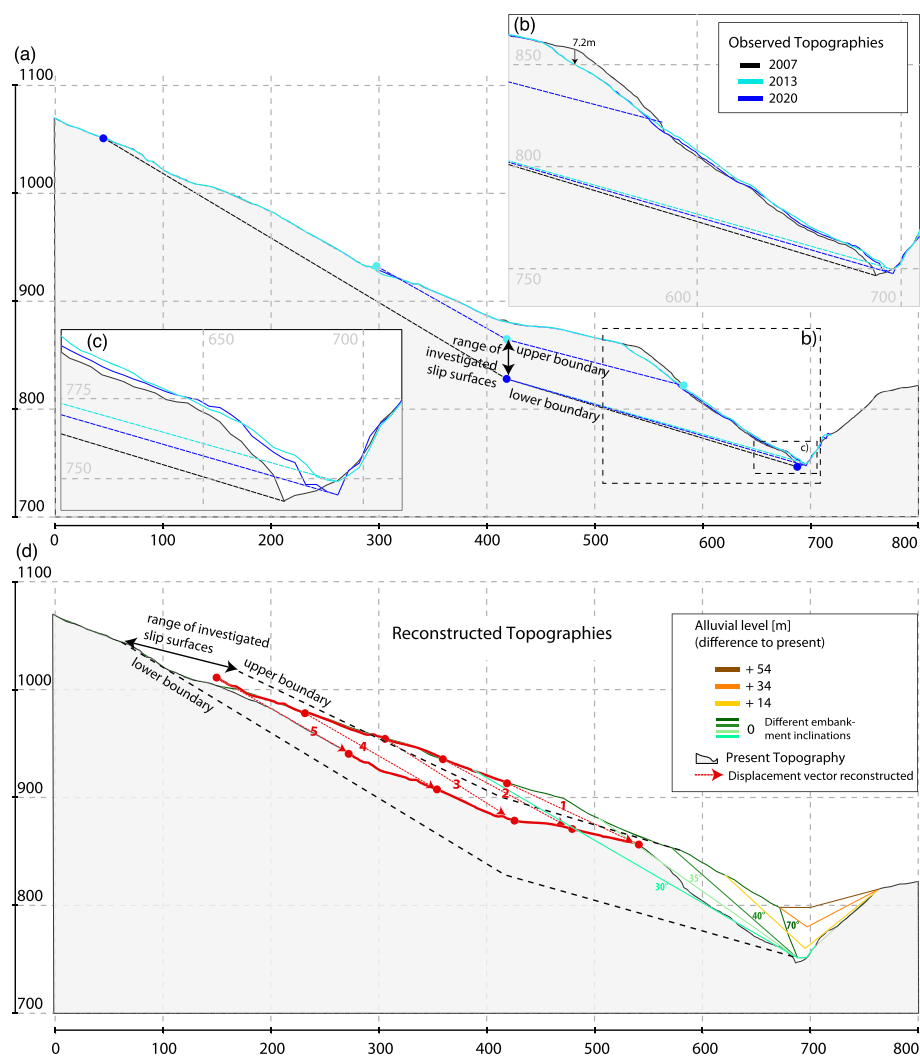 (a)
1100
1000
900
800
700
0
100
200
300
400
500
600
700
800
range of
investigated
slip surfaces
upper boundary
lower boundary
b)
c)
(b)
7.2m
850
800
750
600
700
Observed Topographies
2007
2013
2020
(c)
650
700
775
750
(d)
1100
1000
900
800
700
0
100
200
300
400
500
600
700
800
Reconstructed Topographies
range of investigated
slip surfaces
upper boundary
lower boundary
5
4
3
2
1
30°
35°
40°
70°
Alluvial level [m]
(difference to present)
+ 54
+ 34
+ 14
0 Different embank-
ment inclinations
Present Topography
Displacement vector reconstructed